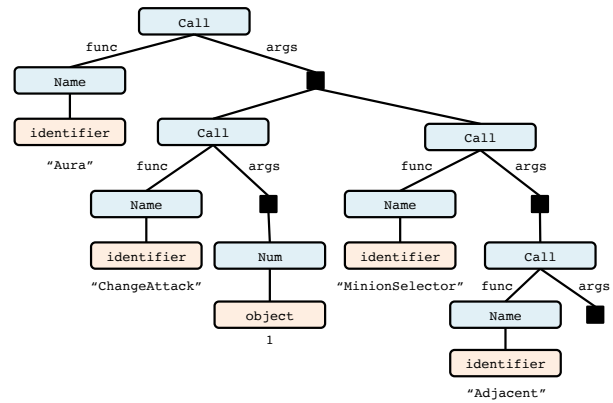 Call
func args
Name
identifier
“Aura”
Call Call
func args func args
Name Name
identifier Num identifier Call
“ChangeAttack” “MinionSelector”
func args
object Name
1
identifier
“Adjacent”